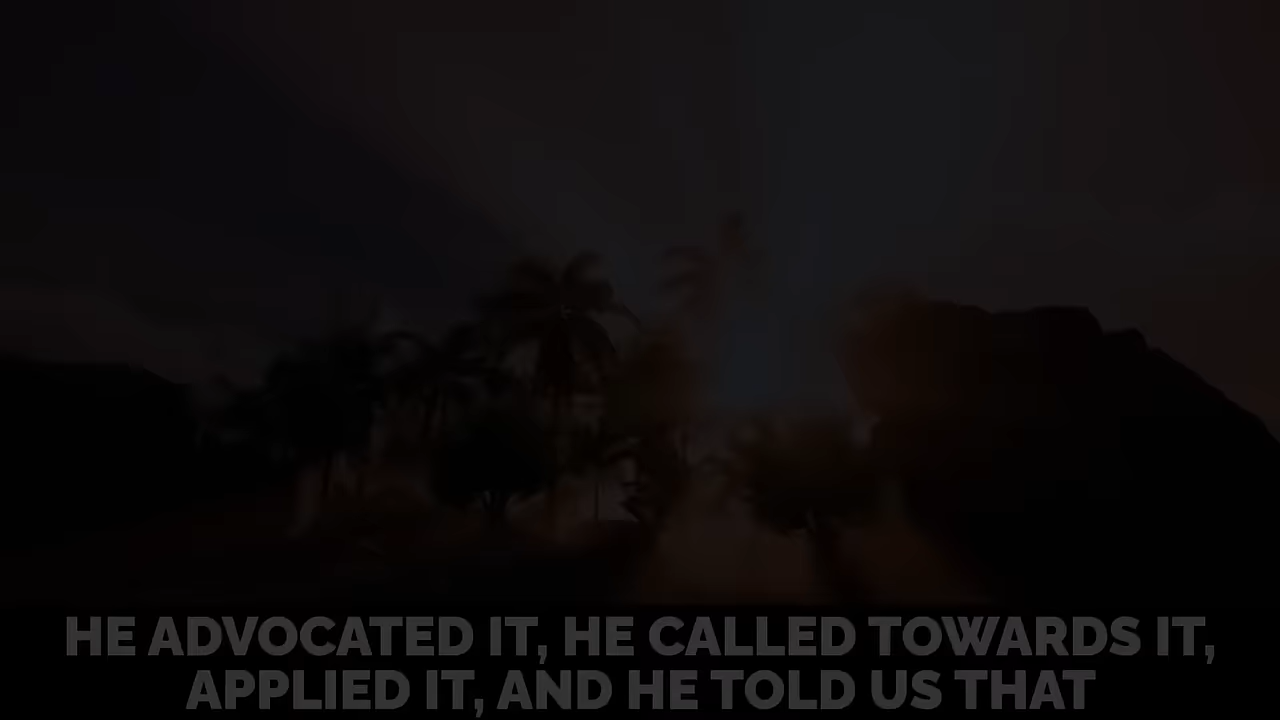 HE ADVOCATED IT, HE CALLED TOWARDS IT,
APPLIED IT, AND HE TOLD US THAT